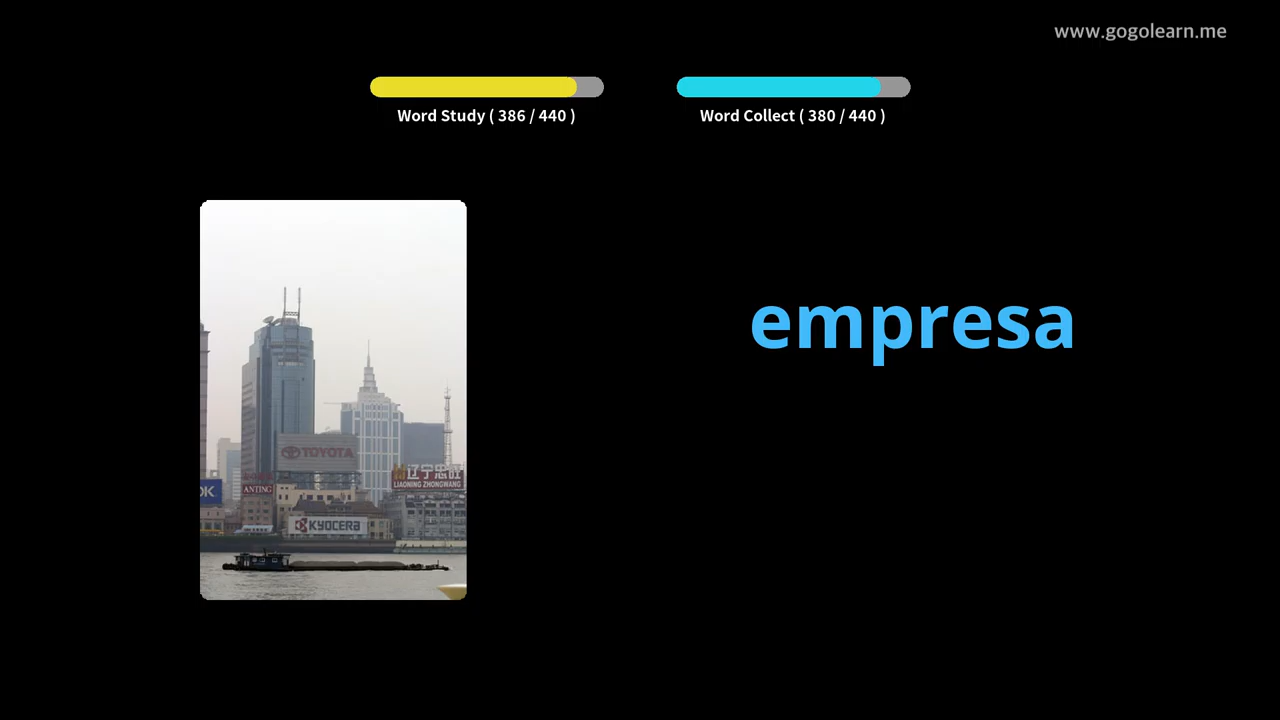 www.gogolearn.me
Word Study ( 386 / 440 )
Word Collect ( 380 / 440 )
empresa
TOYOTA
辽宁忠旺
LIAONING ZHONGWANG
OK
ANTING
KYOCERA